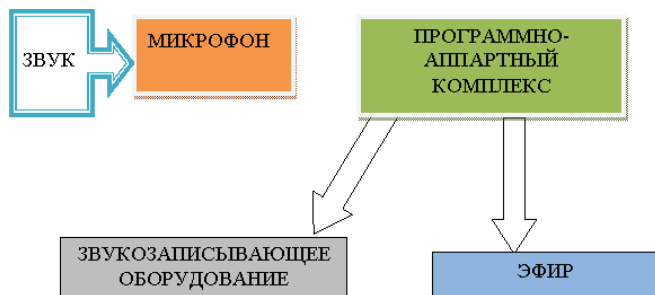 ЗВУК
МИКРОФОН
ПРОГРАММНО-
АППАРТНЫЙ
КОМПЛЕКС
ЗВУКОЗАПИСЫВАЮЩЕЕ
ОБОРУДОВАНИЕ
ЭФИР